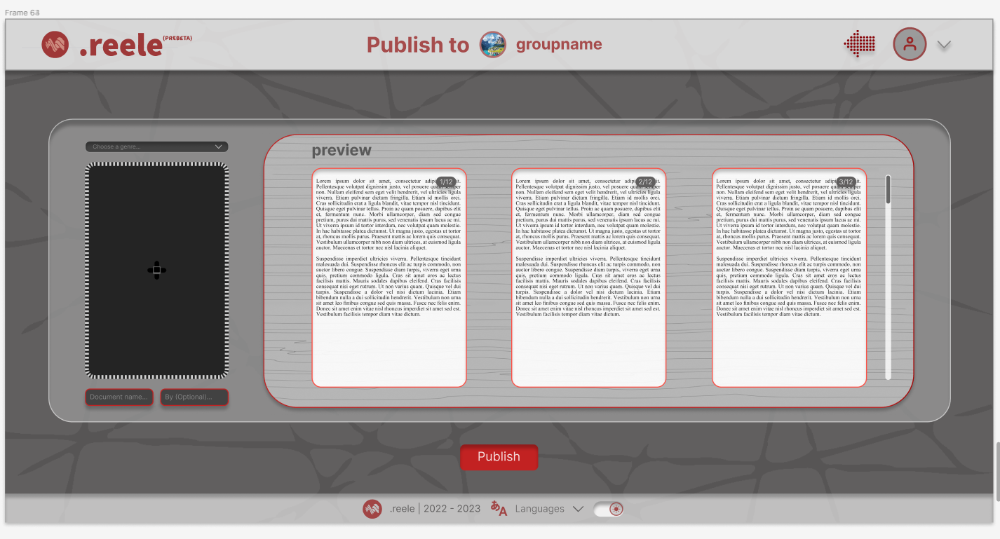 Frame
.reele (PREBETA)
Publish to groupname
Choose a genre...
Document name...
By (Optional)...
preview
1/12
Lorem ipsum dolor sit amet, consectetur
Pellentesque volutpat dignissim justo, vel posuere quam semper
non. Nullam eleifend sem eget velit hendrerit, vel ultricies ligula
viverra. Etiam pulvinar dictum fringilla. Etiam id mollis orci.
Cras sollicitudin erat a ligula blandit, vitae tempor nisl tincidunt.
Quisque eget pulvinar tellus. Proin ac quam posuere, dapibus elit
et, fermentum nunc. Morbi ullamcorper, diam sed congue
pretium, purus dui mattis purus, sed venenatis ipsum lacus ac mi.
Ut viverra ipsum id tortor interdum, nec volutpat quam molestie.
In hac habitasse platea dictumst. Ut magna justo, egestas ut tortor
at, rhoncus mollis purus. Praesent mattis ac lorem quis consequat.
Vestibulum ullamcorper nibh non diam ultrices, at euismod ligula
auctor. Maecenas et tortor nec nisl lacinia aliquet.
Suspendisse imperdiet ultricies viverra. Pellentesque tincidunt
malesuada dui. Suspendisse rhoncus elit ac turpis commodo, non
auctor libero congue. Suspendisse diam turpis, viverra eget urna
quis, pretium commodo ligula. Cras sit amet eros ac lectus
facilisis mattis. Mauris sodales dapibus eleifend. Cras facilisis
consequat nisi eget rutrum. Ut non varius quam. Quisque vel dui
turpis. Suspendisse a dolor vel nisi dictum lacinia. Etiam
bibendum nulla a dui sollicitudin hendrerit. Vestibulum non urna
sit amet leo finibus congue sed quis massa. Fusce nec felis enim.
Donec sit amet enim vitae nisl rhoncus imperdiet sit amet sed est.
Vestibulum facilisis tempor diam vitae dictum.
2/12
Lorem ipsum dolor sit amet, consectetur
Pellentesque volutpat dignissim justo, vel posuere quam semper
non. Nullam eleifend sem eget velit hendrerit, vel ultricies ligula
viverra. Etiam pulvinar dictum fringilla. Etiam id mollis orci.
Cras sollicitudin erat a ligula blandit, vitae tempor nisl tincidunt.
Quisque eget pulvinar tellus. Proin ac quam posuere, dapibus elit
et, fermentum nunc. Morbi ullamcorper, diam sed congue
pretium, purus dui mattis purus, sed venenatis ipsum lacus ac mi.
Ut viverra ipsum id tortor interdum, nec volutpat quam molestie.
In hac habitasse platea dictumst. Ut magna justo, egestas ut tortor
at, rhoncus mollis purus. Praesent mattis ac lorem quis consequat.
Vestibulum ullamcorper nibh non diam ultrices, at euismod ligula
auctor. Maecenas et tortor nec nisl lacinia aliquet.
Suspendisse imperdiet ultricies viverra. Pellentesque tincidunt
malesuada dui. Suspendisse rhoncus elit ac turpis commodo, non
auctor libero congue. Suspendisse diam turpis, viverra eget urna
quis, pretium commodo ligula. Cras sit amet eros ac lectus
facilisis mattis. Mauris sodales dapibus eleifend. Cras facilisis
consequat nisi eget rutrum. Ut non varius quam. Quisque vel dui
turpis. Suspendisse a dolor vel nisi dictum lacinia. Etiam
bibendum nulla a dui sollicitudin hendrerit. Vestibulum non urna
sit amet leo finibus congue sed quis massa. Fusce nec felis enim.
Donec sit amet enim vitae nisl rhoncus imperdiet sit amet sed est.
Vestibulum facilisis tempor diam vitae dictum.
3/12
Lorem ipsum dolor sit amet, consectetur
Pellentesque volutpat dignissim justo, vel posuere quam semper
non. Nullam eleifend sem eget velit hendrerit, vel ultricies ligula
viverra. Etiam pulvinar dictum fringilla. Etiam id mollis orci.
Cras sollicitudin erat a ligula blandit, vitae tempor nisl tincidunt.
Quisque eget pulvinar tellus. Proin ac quam posuere, dapibus elit
et, fermentum nunc. Morbi ullamcorper, diam sed congue
pretium, purus dui mattis purus, sed venenatis ipsum lacus ac mi.
Ut viverra ipsum id tortor interdum, nec volutpat quam molestie.
In hac habitasse platea dictumst. Ut magna justo, egestas ut tortor
at, rhoncus mollis purus. Praesent mattis ac lorem quis consequat.
Vestibulum ullamcorper nibh non diam ultrices, at euismod ligula
auctor. Maecenas et tortor nec nisl lacinia aliquet.
Suspendisse imperdiet ultricies viverra. Pellentesque tincidunt
malesuada dui. Suspendisse rhoncus elit ac turpis commodo, non
auctor libero congue. Suspendisse diam turpis, viverra eget urna
quis, pretium commodo ligula. Cras sit amet eros ac lectus
facilisis mattis. Mauris sodales dapibus eleifend. Cras facilisis
consequat nisi eget rutrum. Ut non varius quam. Quisque vel dui
turpis. Suspendisse a dolor vel nisi dictum lacinia. Etiam
bibendum nulla a dui sollicitudin hendrerit. Vestibulum non urna
sit amet leo finibus congue sed quis massa. Fusce nec felis enim.
Donec sit amet enim vitae nisl rhoncus imperdiet sit amet sed est.
Vestibulum facilisis tempor diam vitae dictum.
Publish
.reele | 2022 - 2023 あA Languages